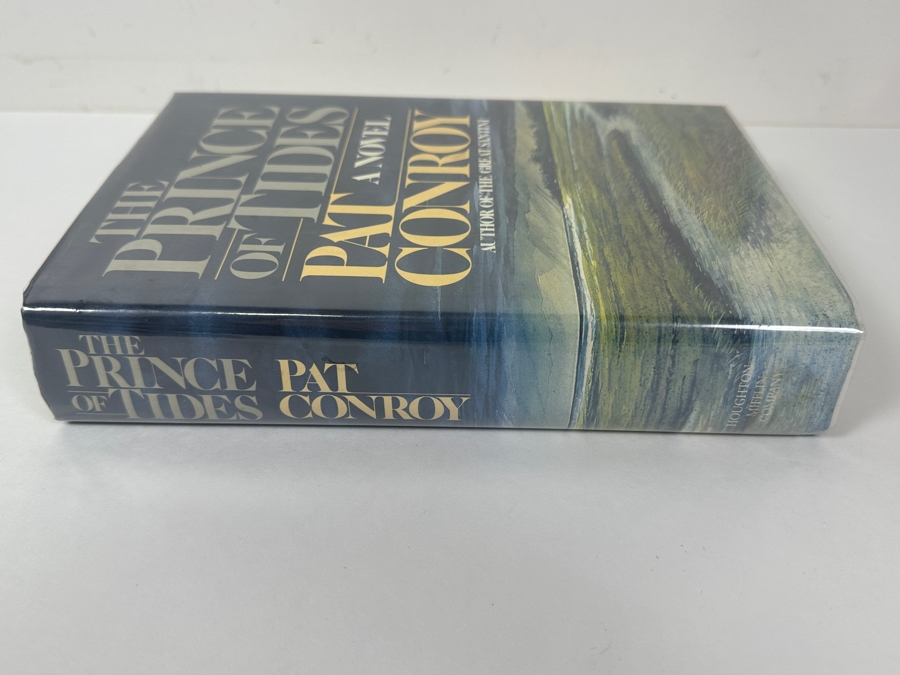 THE
PRINCE
OF TIDES
A NOVEL
PAT
CONROY
AUTHOR OF THE GREAT SANTINI
THE
PRINCE
OF TIDES
PAT
CONROY
HOUGHTON
MIFFLIN
COMPANY